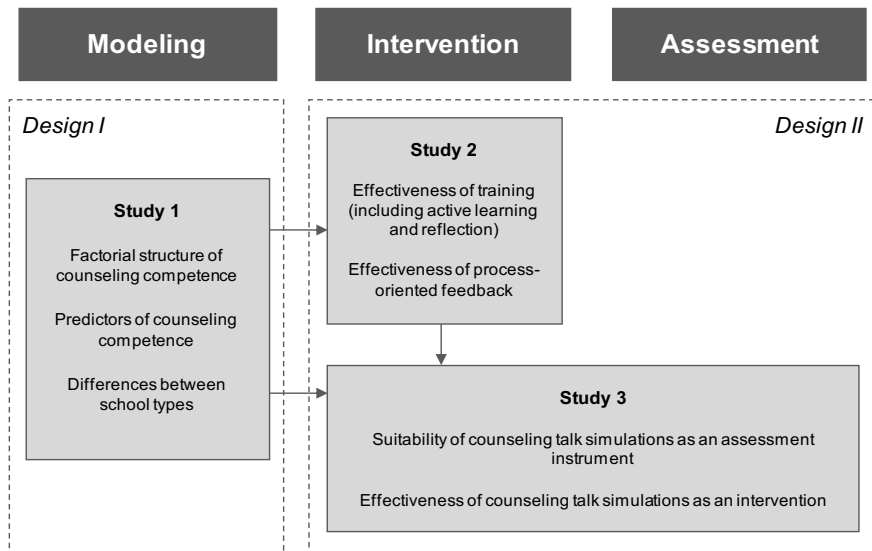 Modeling
Intervention
Assessment
Design I
Design II
Study 1
Factorial structure of
counseling competence
Predictors of counseling
competence
Differences between
school types
Study 2
Effectiveness of training
(including active learning
and reflection)
Effectiveness of process-
oriented feedback
Study 3
Suitability of counseling talk simulations as an assessment
instrument
Effectiveness of counseling talk simulations as an intervention